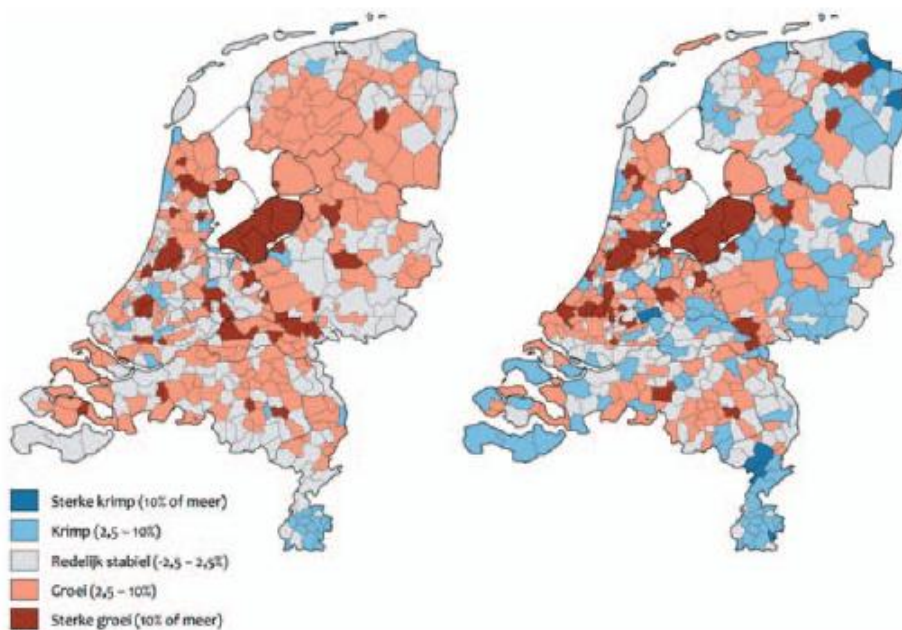 Sterke krimp (10% of meer)
Krimp (2,5 – 10%)
Redelijk stabiel (-2,5 – 2,5%)
Groei (2,5 – 10%)
Sterke groei (10% of meer)